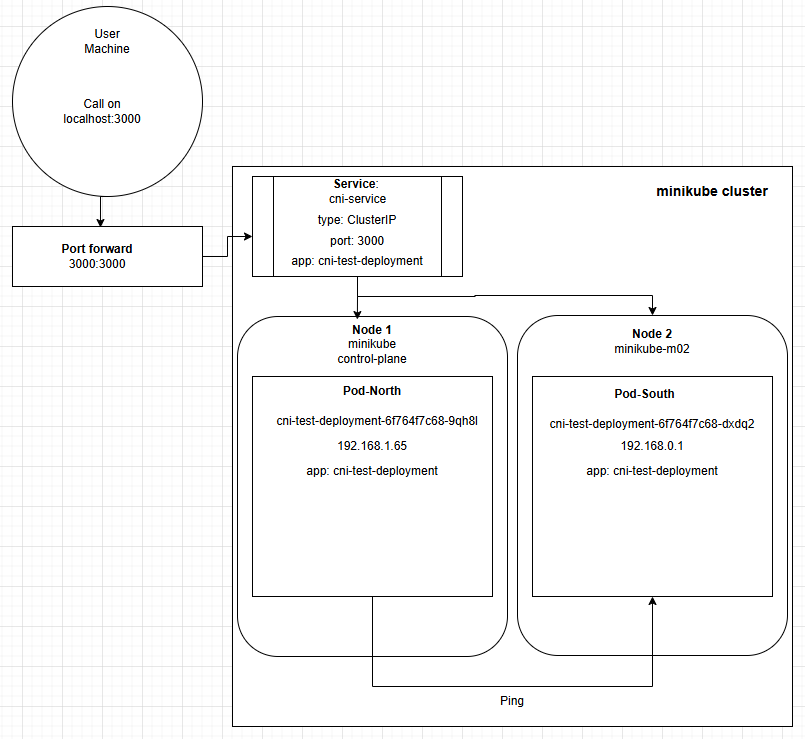 User
Machine
Call on
localhost:3000
Port forward
3000:3000
minikube cluster
Service:
cni-service
type: ClusterIP
port: 3000
app: cni-test-deployment
Node 1
minikube
control-plane
Pod-North
cni-test-deployment-6f764f7c68-9qh8l
192.168.1.65
app: cni-test-deployment
Node 2
minikube-m02
Pod-South
cni-test-deployment-6f764f7c68-dxdq2
192.168.0.1
app: cni-test-deployment
Ping